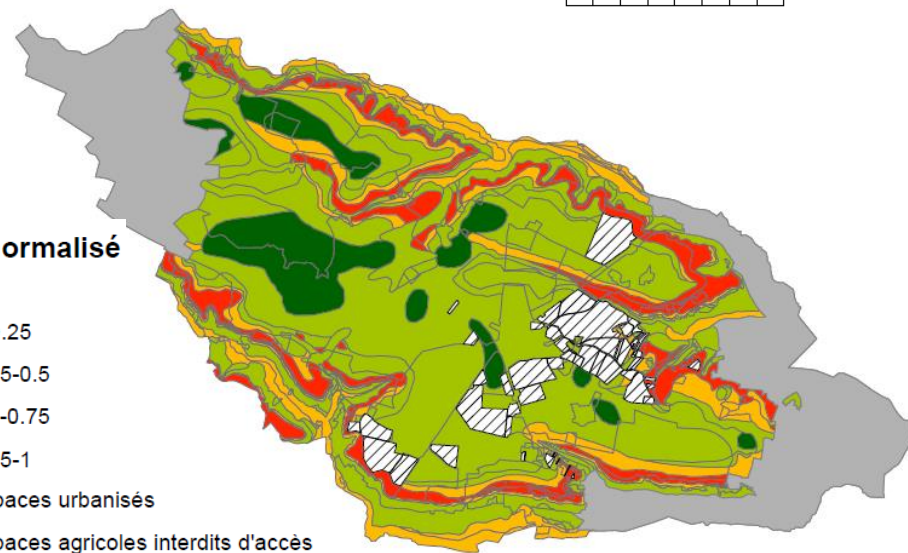 ormalisé
.25
5-0.5
-0.75
5-1
paces urbanisés
paces agricoles interdits d'accès